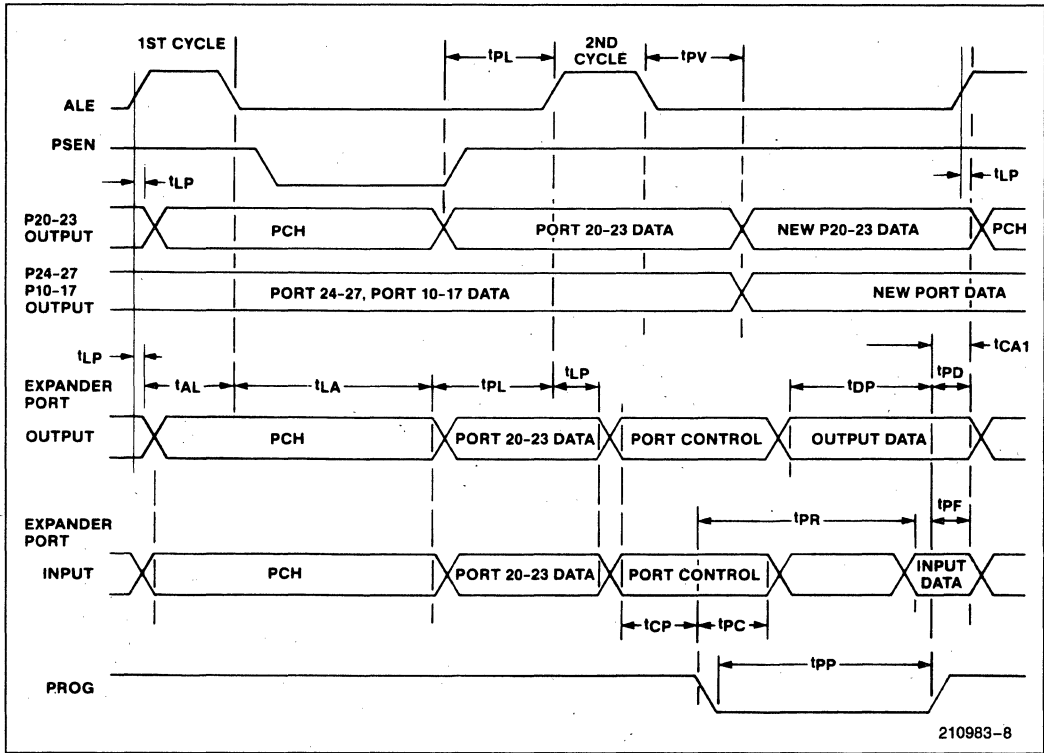 1ST CYCLE
tPL
2ND
CYCLE
tPV
ALE
PSEN
tLP
tLP
P20-23
OUTPUT
PCH
PORT 20-23 DATA
NEW P20-23 DATA
PCH
P24-27
P10-17
OUTPUT
PORT 24-27, PORT 10-17 DATA
NEW PORT DATA
tLP
tCA1
EXPANDER
PORT
OUTPUT
tAL
tLA
tPL
tLP
tDP
tPD
PCH
PORT 20-23 DATA
PORT CONTROL
OUTPUT DATA
EXPANDER
PORT
INPUT
tPR
tPF
PCH
PORT 20-23 DATA
PORT CONTROL
INPUT
DATA
tCP
tPC
tPP
PROG
210983-8